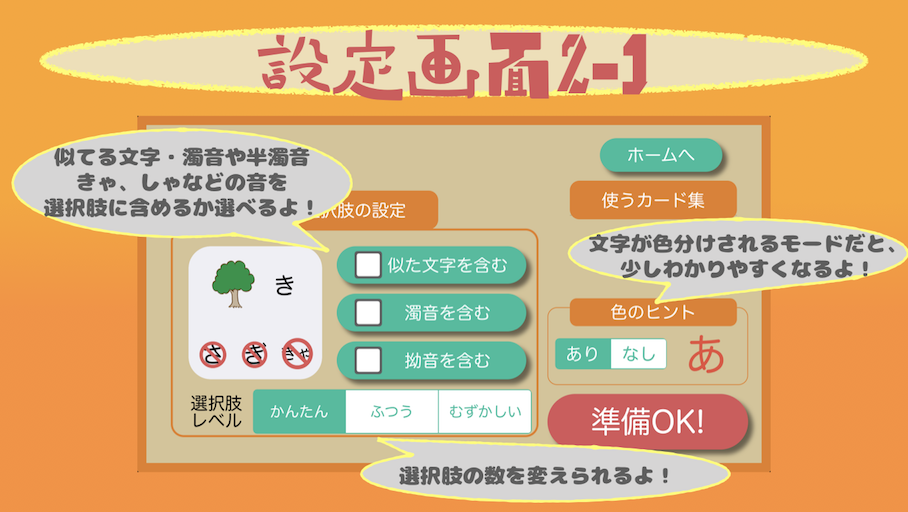 設定画面2-1
似てる文字・濁音や半濁音
きゃ、しゃなどの音を
選択肢に含めるか選べるよ！
択肢の設定
ホームへ
使うカード集
文字が色分けされるモードだと、
少しわかりやすくなるよ！
き
さ
ぎ
きゃ
似た文字を含む
濁音を含む
拗音を含む
色のヒント
あり
なし
あ
選択肢
レベル
かんたん
ふつう
むずかしい
準備OK!
選択肢の数を変えられるよ！